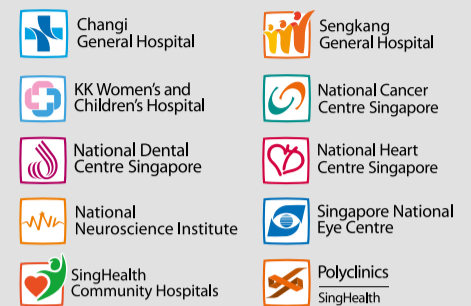 Changi
General Hospital
Sengkang
General Hospital
KK Women's and
Children's Hospital
National Cancer
Centre Singapore
National Dental
Centre Singapore
National Heart
Centre Singapore
National
Neuroscience Institute
Singapore National
Eye Centre
SingHealth
Community Hospitals
Polyclinics
SingHealth